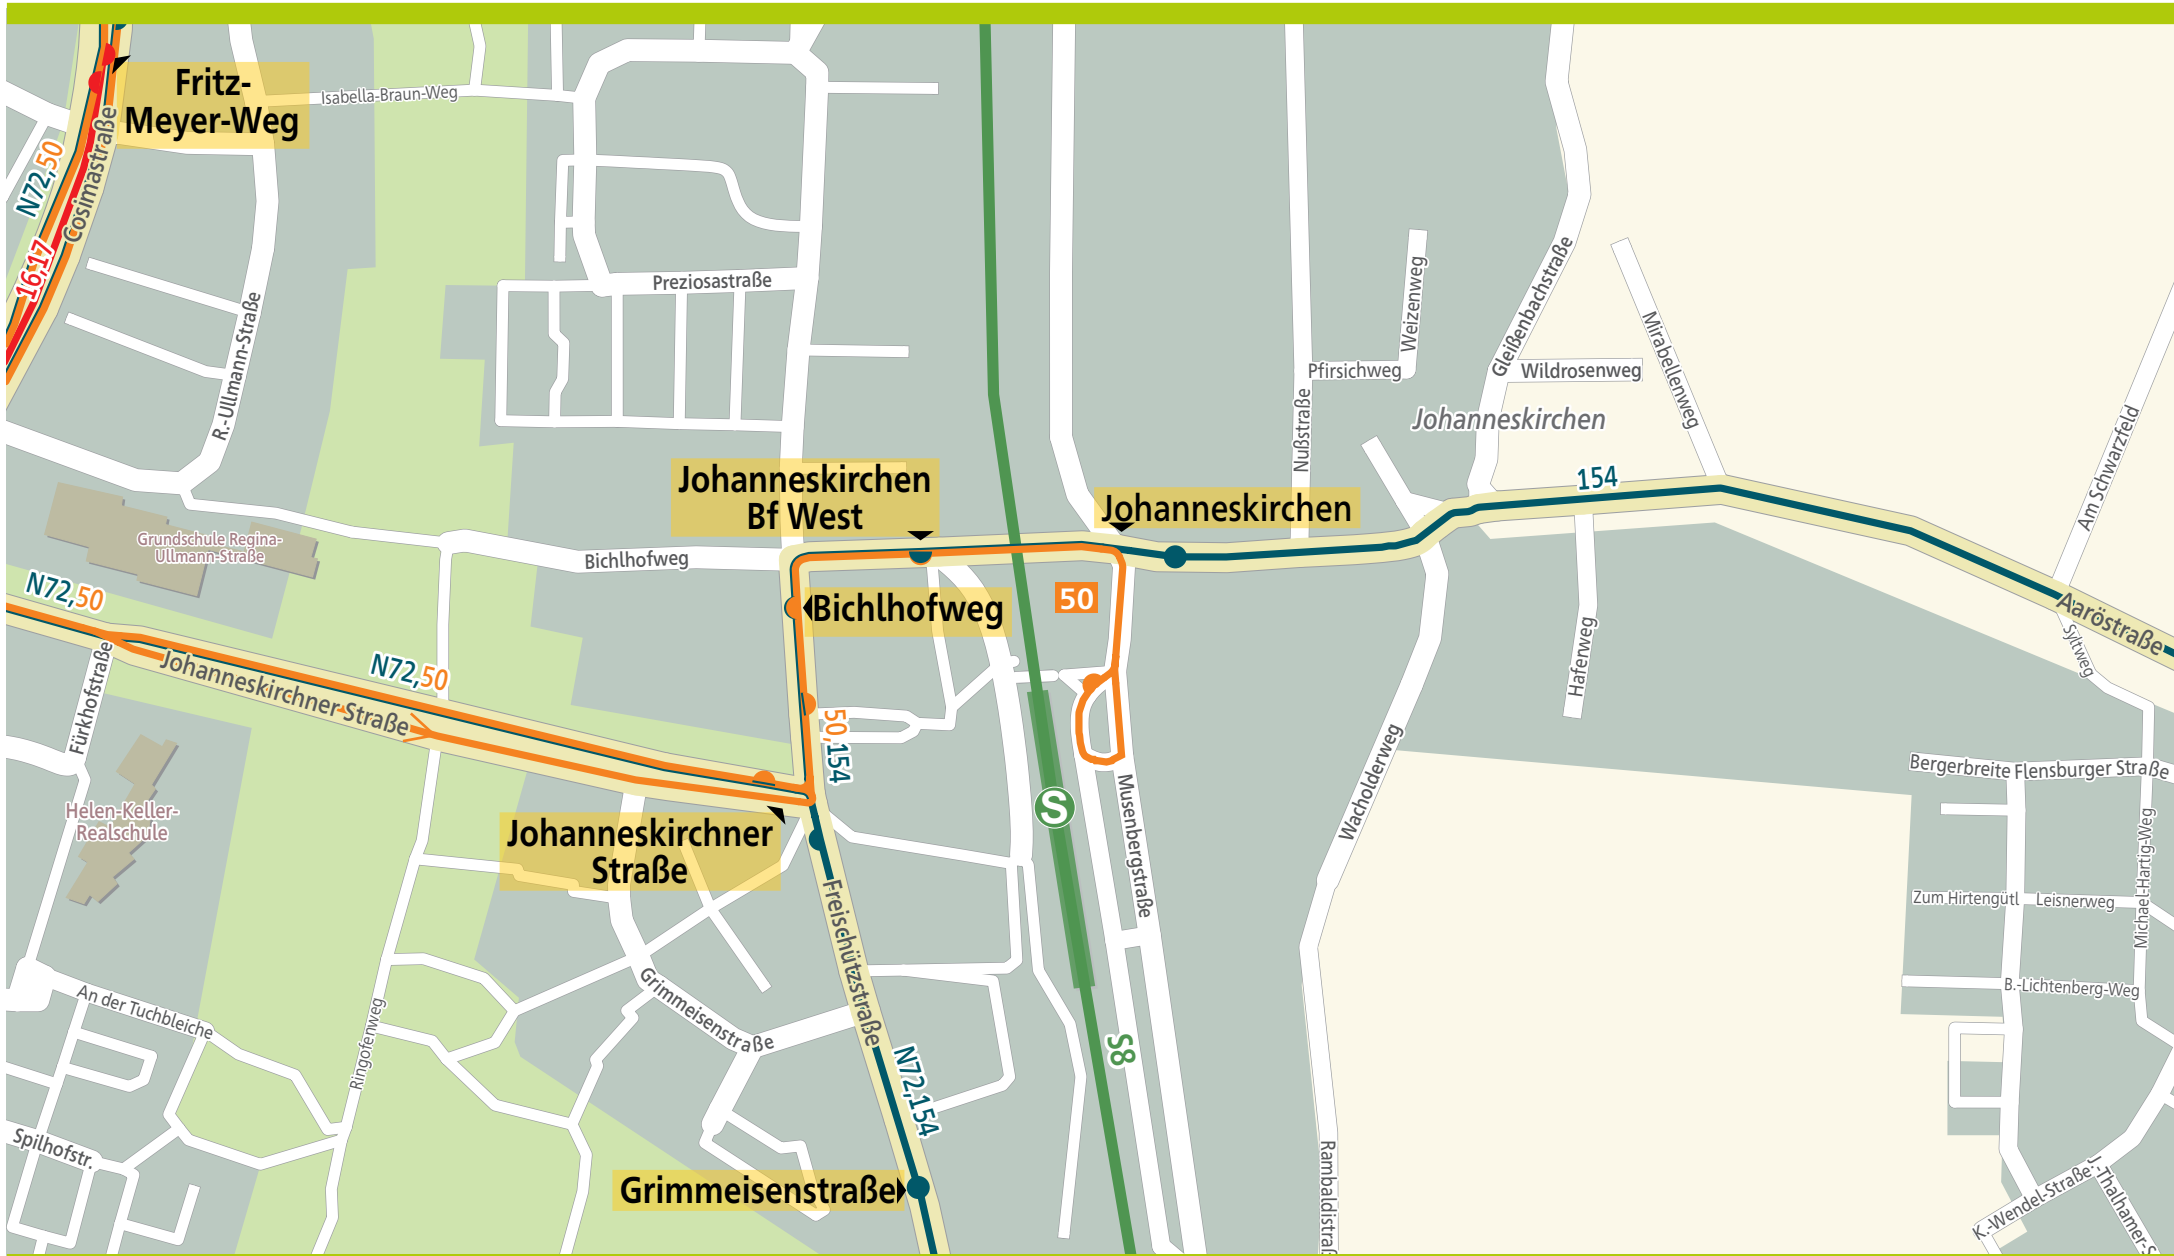 Fritz-
Meyer-Weg
Isabella-Braun-Weg
N72,50
Cosimastraße
16,17
R.-Ullmann-Straße
Preziosastraße
Weizenweg
Pfirsichweg
Nußstraße
Gleißenbachstraße
Wildrosenweg
Mirabellenweg
Johanneskirchen
Am Schwarzfeld
154
Johanneskirchen
Bf West
Johanneskirchen
Grundschule Regina-
Ullmann-Straße
Bichlhofweg
N72,50
50
Bichlhofweg
Aaröstraße
Syltweg
Haferweg
Fürkhofstraße
Johanneskirchner Straße
N72,50
50,154
Helen-Keller-
Realschule
S
Musenbergstraße
Wacholderweg
Bergerbreite
Flensburger Straße
Johanneskirchner
Straße
Freischützstraße
Michael-Hartig-Weg
Zum Hirtengütl
Leisnerweg
B.-Lichtenberg-Weg
An der Tuchbleiche
Ringofenweg
Grimmeisenstraße
S8
N72,154
Spilhofstr.
Grimmeisenstraße
Rambaldistraß
K.-Wendel-Straße
J.-Thalhamer-S